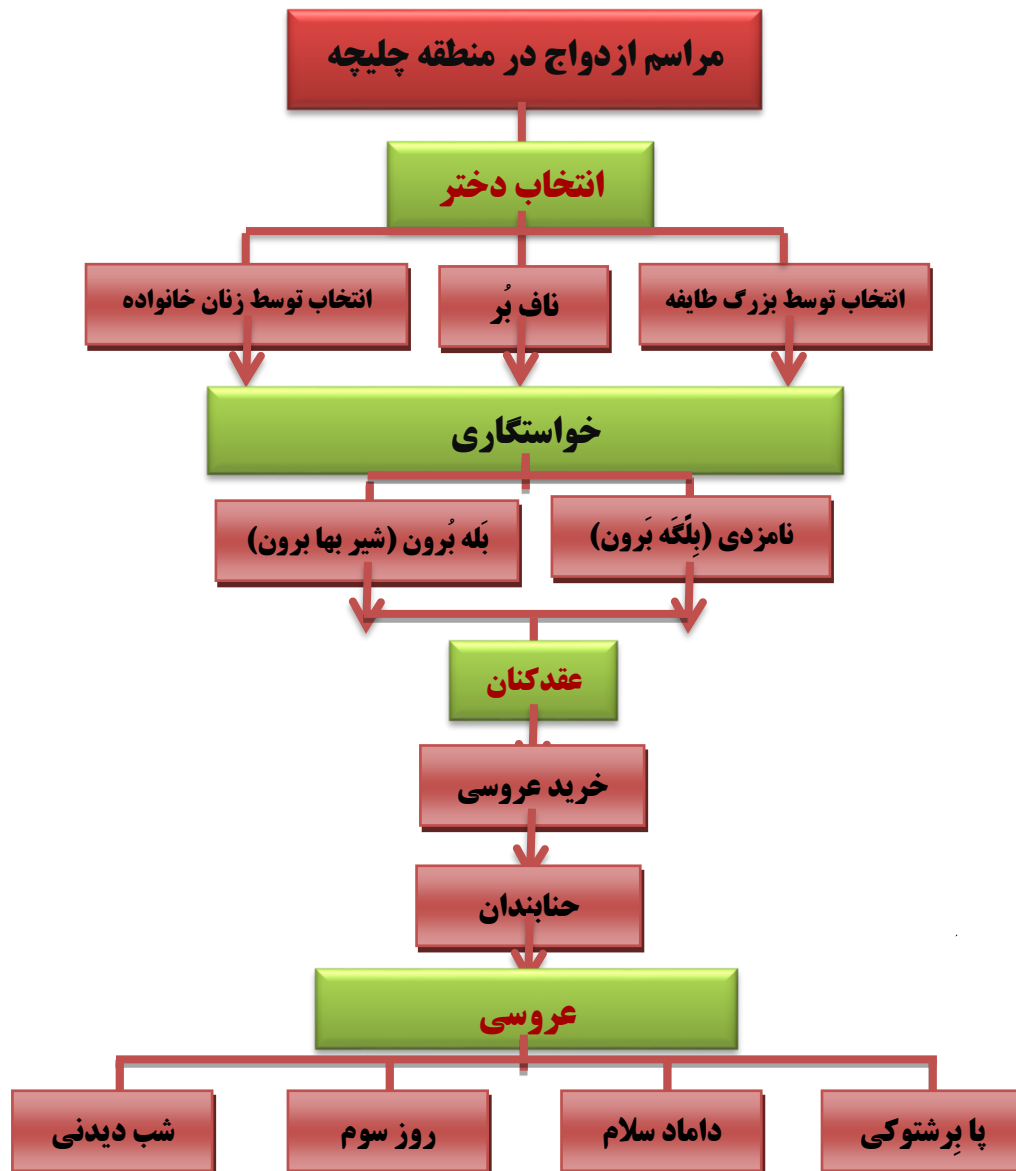 مراسم ازدواج در منطقه چلیچه
انتخاب دختر
انتخاب توسط بزرگ طایفه
ناف بُر
انتخاب توسط زنان خانواده
خواستگاری
نامزدی (بِلَّگَه بَرون)
بَله بُرون (شیر بها برون)
عقدکنان
خرید عروسی
حنابندان
عروسی
پا بِرشتوکی
داماد سلام
روز سوم
شب دیدنی